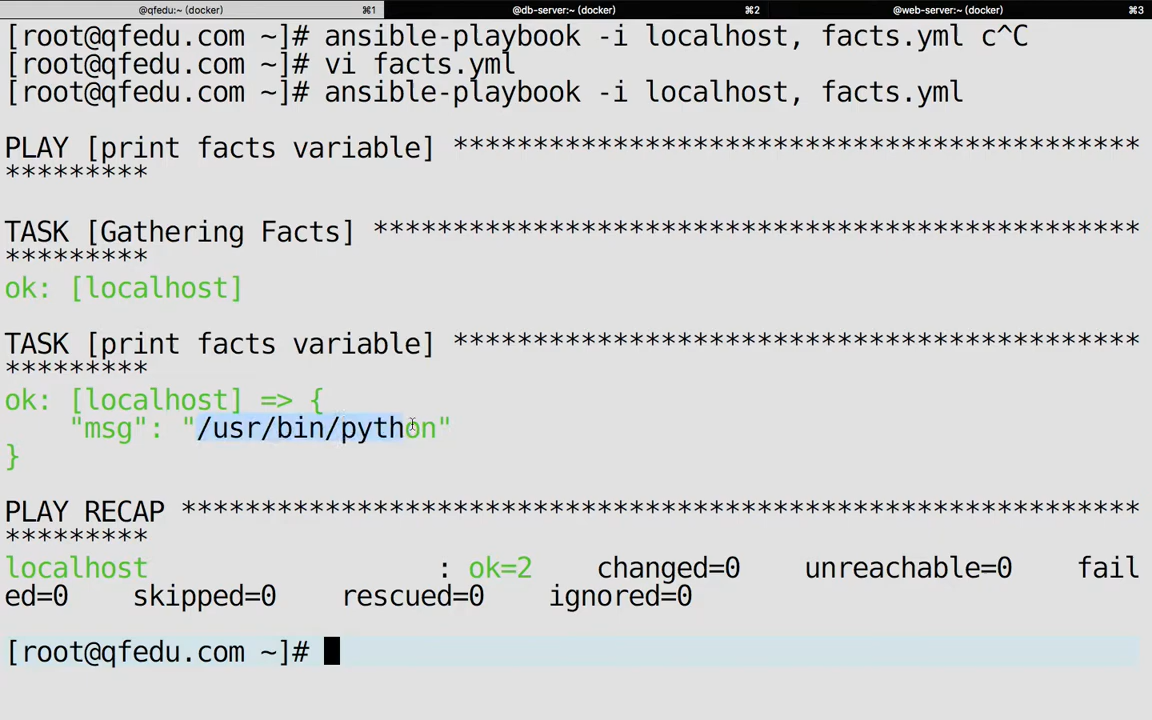 @qfedu:~ (docker) ⌘1 @db-server:~ (docker) ⌘2 @web-server:~ (docker) ⌘3
[root@qfedu.com ~]# ansible-playbook -i localhost, facts.yml c^C
[root@qfedu.com ~]# vi facts.yml
[root@qfedu.com ~]# ansible-playbook -i localhost, facts.yml
PLAY [print facts variable] *******************************************
*********
TASK [Gathering Facts] ************************************************
*********
ok: [localhost]
TASK [print facts variable] *******************************************
*********
ok: [localhost] => {
    "msg": "/usr/bin/python"
}
PLAY RECAP ************************************************************
*********
localhost                  : ok=2    changed=0    unreachable=0    fail
ed=0    skipped=0    rescued=0    ignored=0
[root@qfedu.com ~]#